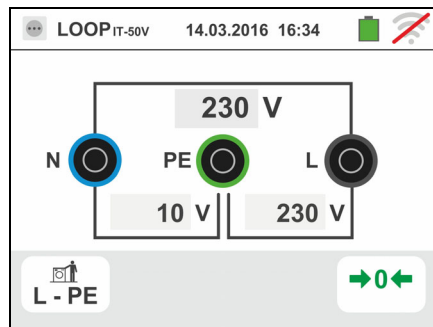 LOOP IT-50V 14.03.2016 16:34
230 V
N PE L
10 V 230 V
L - PE →0←